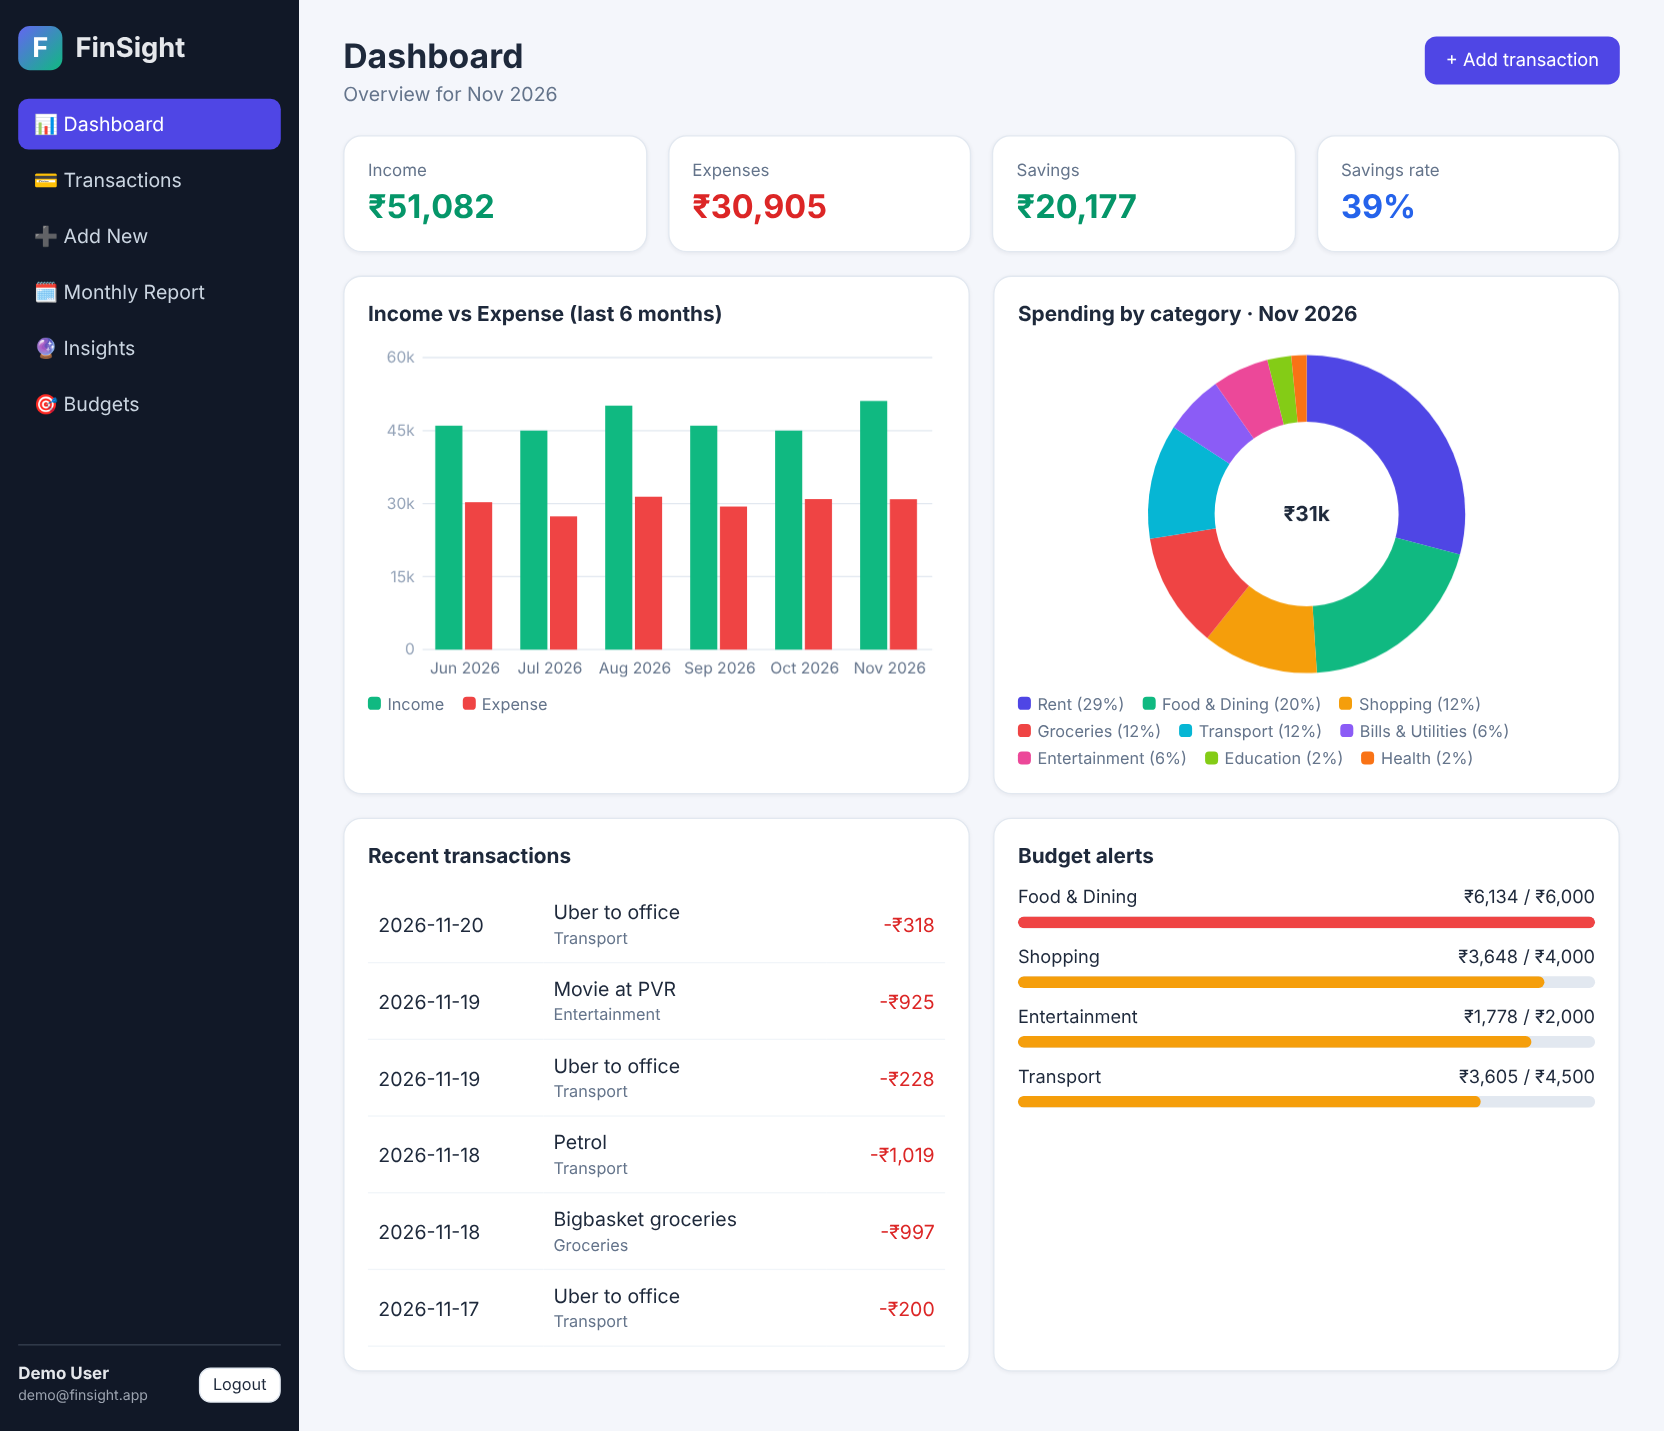 F FinSight
📊 Dashboard
💳 Transactions
➕ Add New
🗓️ Monthly Report
🔮 Insights
🎯 Budgets
Demo User
demo@finsight.app
Logout
Dashboard
Overview for Nov 2026
+ Add transaction
Income
₹51,082
Expenses
₹30,905
Savings
₹20,177
Savings rate
39%
Income vs Expense (last 6 months)
60k
45k
30k
15k
0
Jun 2026 Jul 2026 Aug 2026 Sep 2026 Oct 2026 Nov 2026
Income Expense
Spending by category · Nov 2026
₹31k
Rent (29%) Food & Dining (20%) Shopping (12%)
Groceries (12%) Transport (12%) Bills & Utilities (6%)
Entertainment (6%) Education (2%) Health (2%)
Recent transactions
2026-11-20 Uber to office -₹318
Transport
2026-11-19 Movie at PVR -₹925
Entertainment
2026-11-19 Uber to office -₹228
Transport
2026-11-18 Petrol -₹1,019
Transport
2026-11-18 Bigbasket groceries -₹997
Groceries
2026-11-17 Uber to office -₹200
Transport
Budget alerts
Food & Dining ₹6,134 / ₹6,000
Shopping ₹3,648 / ₹4,000
Entertainment ₹1,778 / ₹2,000
Transport ₹3,605 / ₹4,500